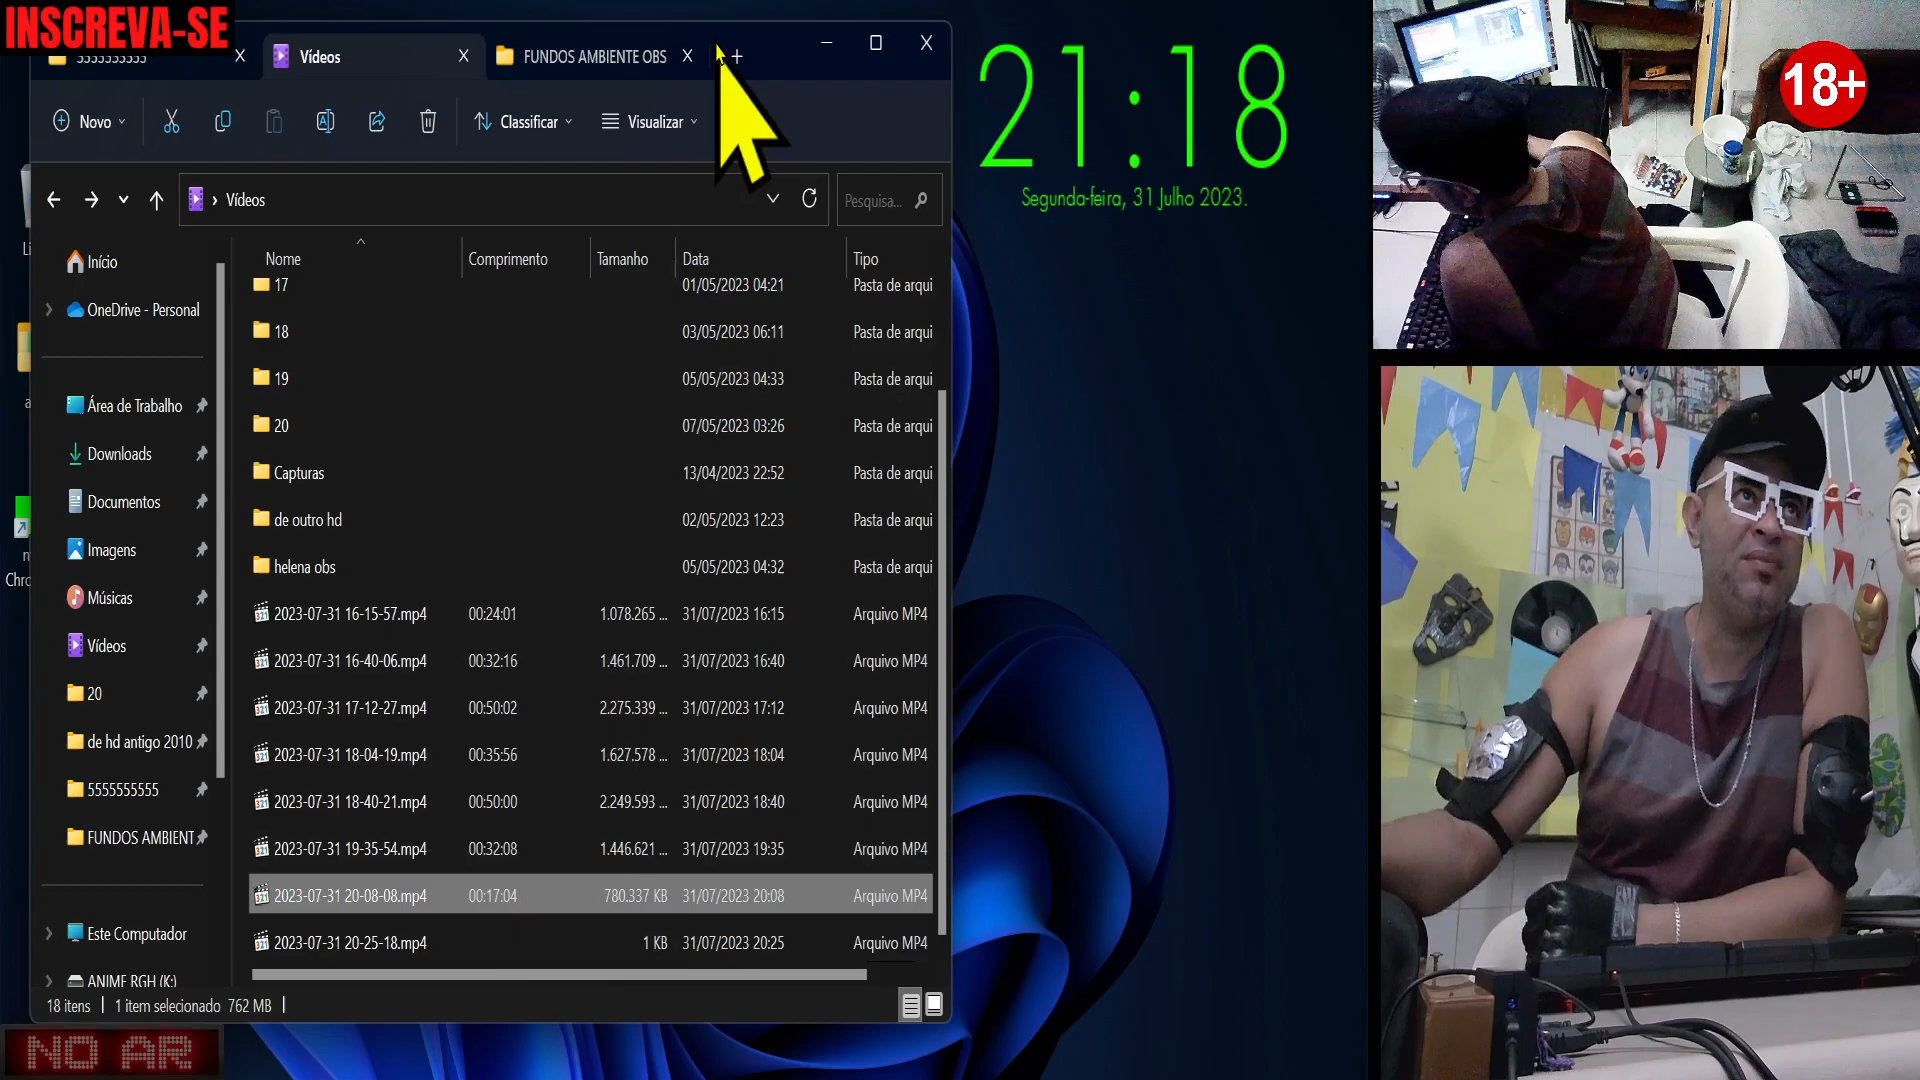 INSCREVA-SE
5555555555
Vídeos
FUNDOS AMBIENTE OBS
Novo
Classificar
Visualizar
Vídeos
Pesquisa...
Início
OneDrive - Personal
Área de Trabalho
Downloads
Documentos
Imagens
Músicas
Vídeos
20
de hd antigo 2010
5555555555
FUNDOS AMBIENT
Este Computador
ANIME RGH (K:)
Nome Comprimento Tamanho Data Tipo
17 01/05/2023 04:21 Pasta de arqui
18 03/05/2023 06:11 Pasta de arqui
19 05/05/2023 04:33 Pasta de arqui
20 07/05/2023 03:26 Pasta de arqui
Capturas 13/04/2023 22:52 Pasta de arqui
de outro hd 02/05/2023 12:23 Pasta de arqui
helena obs 05/05/2023 04:32 Pasta de arqui
2023-07-31 16-15-57.mp4 00:24:01 1.078.265 ... 31/07/2023 16:15 Arquivo MP4
2023-07-31 16-40-06.mp4 00:32:16 1.461.709 ... 31/07/2023 16:40 Arquivo MP4
2023-07-31 17-12-27.mp4 00:50:02 2.275.339 ... 31/07/2023 17:12 Arquivo MP4
2023-07-31 18-04-19.mp4 00:35:56 1.627.578 ... 31/07/2023 18:04 Arquivo MP4
2023-07-31 18-40-21.mp4 00:50:00 2.249.593 ... 31/07/2023 18:40 Arquivo MP4
2023-07-31 19-35-54.mp4 00:32:08 1.446.621 ... 31/07/2023 19:35 Arquivo MP4
2023-07-31 20-08-08.mp4 00:17:04 780.337 KB 31/07/2023 20:08 Arquivo MP4
2023-07-31 20-25-18.mp4 1 KB 31/07/2023 20:25 Arquivo MP4
18 itens 1 item selecionado 762 MB
NO AR
21:18
Segunda-feira, 31 Julho 2023.
18+
Li
Chro